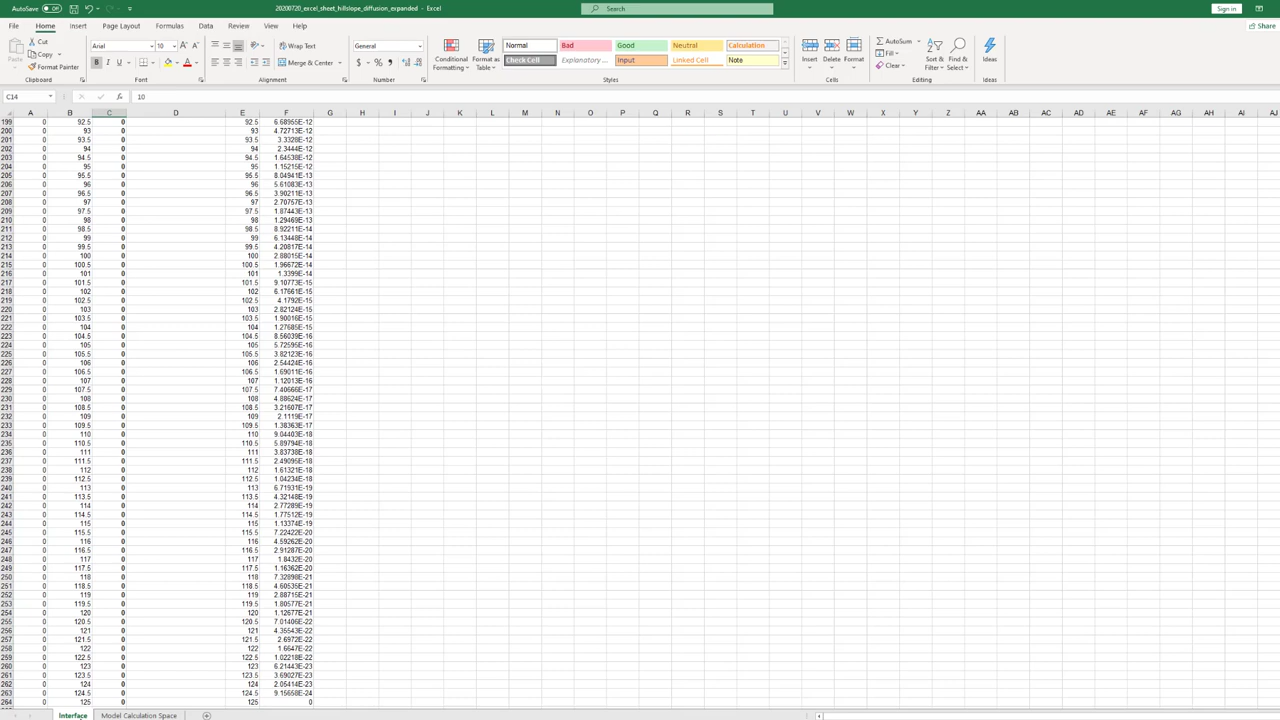 AutoSave Off 20200720_excel_sheet_hillslope_diffusion_expanded - Excel Search Sign in
File Home Insert Page Layout Formulas Data Review View Help Share
Paste Cut Copy Format Painter Clipboard
Arial 10 Font
Wrap Text Merge & Center Alignment
General Number
Conditional Formatting Format as Table
Normal Bad Good Neutral Calculation
Check Cell Explanatory ... Input Linked Cell Note
Styles
Insert Delete Format Cells
AutoSum Fill Clear Sort & Filter Find & Select Editing
Ideas Ideas
C14 fx 10
A B C D E F G H I J K L M N O P Q R S T U V W X Y Z AA AB AC AD AE AF AG AH AI AJ
199 0 92.5 0 92.5 6.68955E-12
200 0 93 0 93 4.72713E-12
201 0 93.5 0 93.5 3.3328E-12
202 0 94 0 94 2.3444E-12
203 0 94.5 0 94.5 1.64538E-12
204 0 95 0 95 1.15215E-12
205 0 95.5 0 95.5 8.04941E-13
206 0 96 0 96 5.61083E-13
207 0 96.5 0 96.5 3.90211E-13
208 0 97 0 97 2.70757E-13
209 0 97.5 0 97.5 1.87443E-13
210 0 98 0 98 1.29469E-13
211 0 98.5 0 98.5 8.92211E-14
212 0 99 0 99 6.13448E-14
213 0 99.5 0 99.5 4.20817E-14
214 0 100 0 100 2.88015E-14
215 0 100.5 0 100.5 1.96672E-14
216 0 101 0 101 1.3399E-14
217 0 101.5 0 101.5 9.10773E-15
218 0 102 0 102 6.17661E-15
219 0 102.5 0 102.5 4.1792E-15
220 0 103 0 103 2.82124E-15
221 0 103.5 0 103.5 1.90016E-15
222 0 104 0 104 1.27685E-15
223 0 104.5 0 104.5 8.56039E-16
224 0 105 0 105 5.72595E-16
225 0 105.5 0 105.5 3.82123E-16
226 0 106 0 106 2.54424E-16
227 0 106.5 0 106.5 1.69011E-16
228 0 107 0 107 1.12013E-16
229 0 107.5 0 107.5 7.40666E-17
230 0 108 0 108 4.88624E-17
231 0 108.5 0 108.5 3.21607E-17
232 0 109 0 109 2.1119E-17
233 0 109.5 0 109.5 1.38363E-17
234 0 110 0 110 9.04403E-18
235 0 110.5 0 110.5 5.89794E-18
236 0 111 0 111 3.83738E-18
237 0 111.5 0 111.5 2.49095E-18
238 0 112 0 112 1.61321E-18
239 0 112.5 0 112.5 1.04234E-18
240 0 113 0 113 6.71931E-19
241 0 113.5 0 113.5 4.32148E-19
242 0 114 0 114 2.77289E-19
243 0 114.5 0 114.5 1.77512E-19
244 0 115 0 115 1.13374E-19
245 0 115.5 0 115.5 7.22422E-20
246 0 116 0 116 4.59262E-20
247 0 116.5 0 116.5 2.91287E-20
248 0 117 0 117 1.8432E-20
249 0 117.5 0 117.5 1.16362E-20
250 0 118 0 118 7.32898E-21
251 0 118.5 0 118.5 4.60535E-21
252 0 119 0 119 2.88715E-21
253 0 119.5 0 119.5 1.80577E-21
254 0 120 0 120 1.12677E-21
255 0 120.5 0 120.5 7.01406E-22
256 0 121 0 121 4.35543E-22
257 0 121.5 0 121.5 2.6972E-22
258 0 122 0 122 1.6647E-22
259 0 122.5 0 122.5 1.02218E-22
260 0 123 0 123 6.21443E-23
261 0 123.5 0 123.5 3.69027E-23
262 0 124 0 124 2.05414E-23
263 0 124.5 0 124.5 9.15658E-24
264 0 125 0 125 0
Interface Model Calculation Space